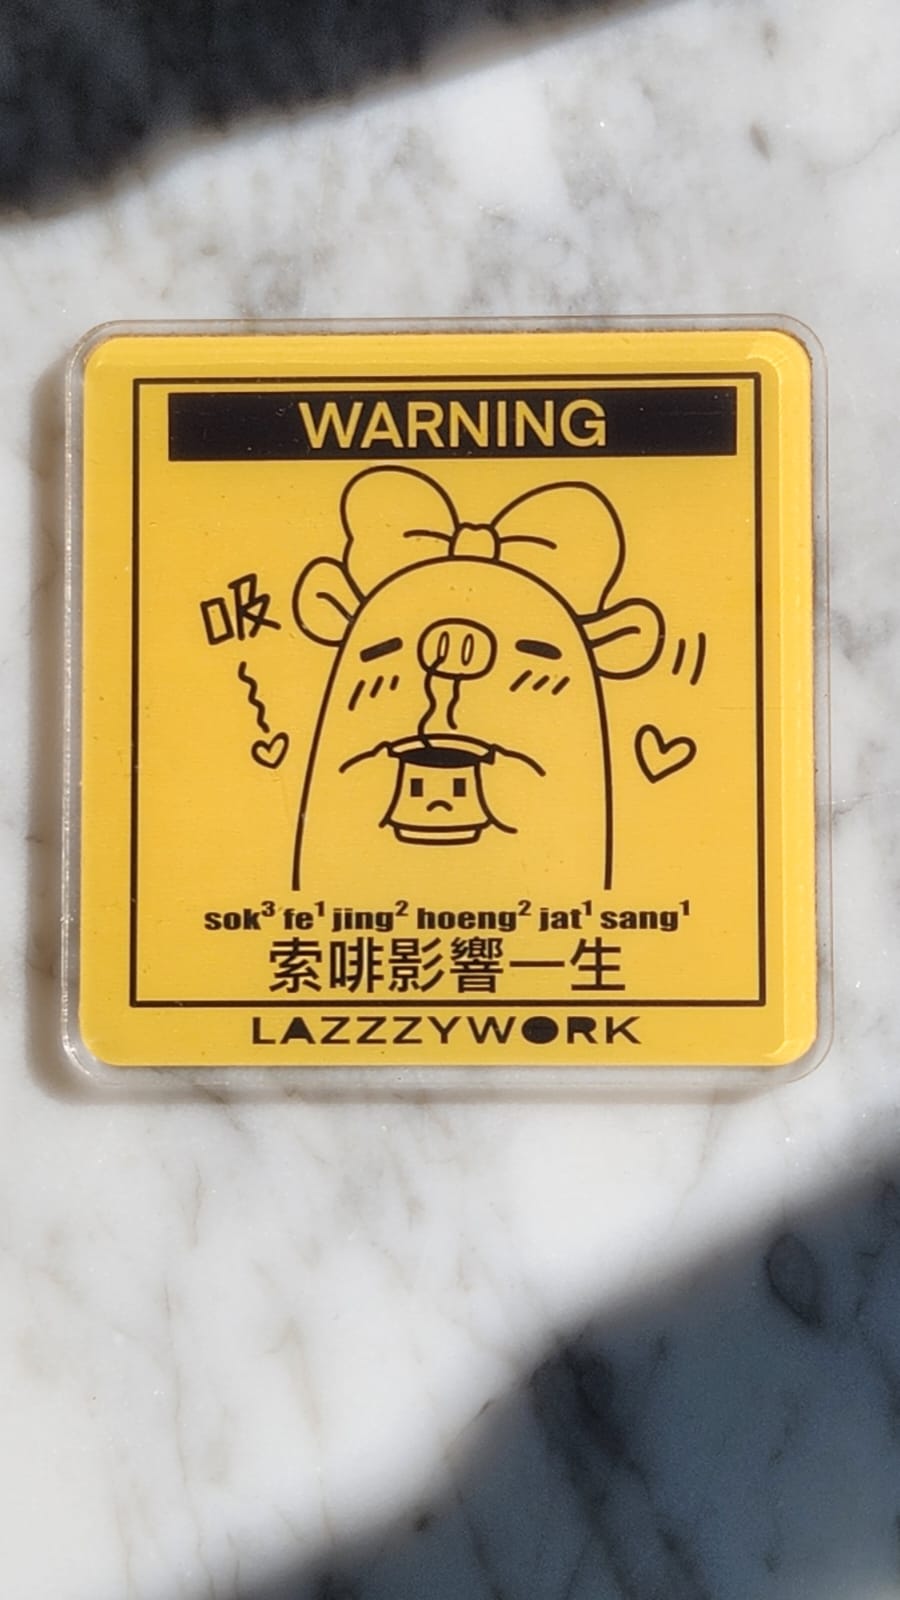 WARNING
吸
sok³ fe¹ jing² hoeng² jat¹ sang¹
索啡影響一生
LAZZZYWORK